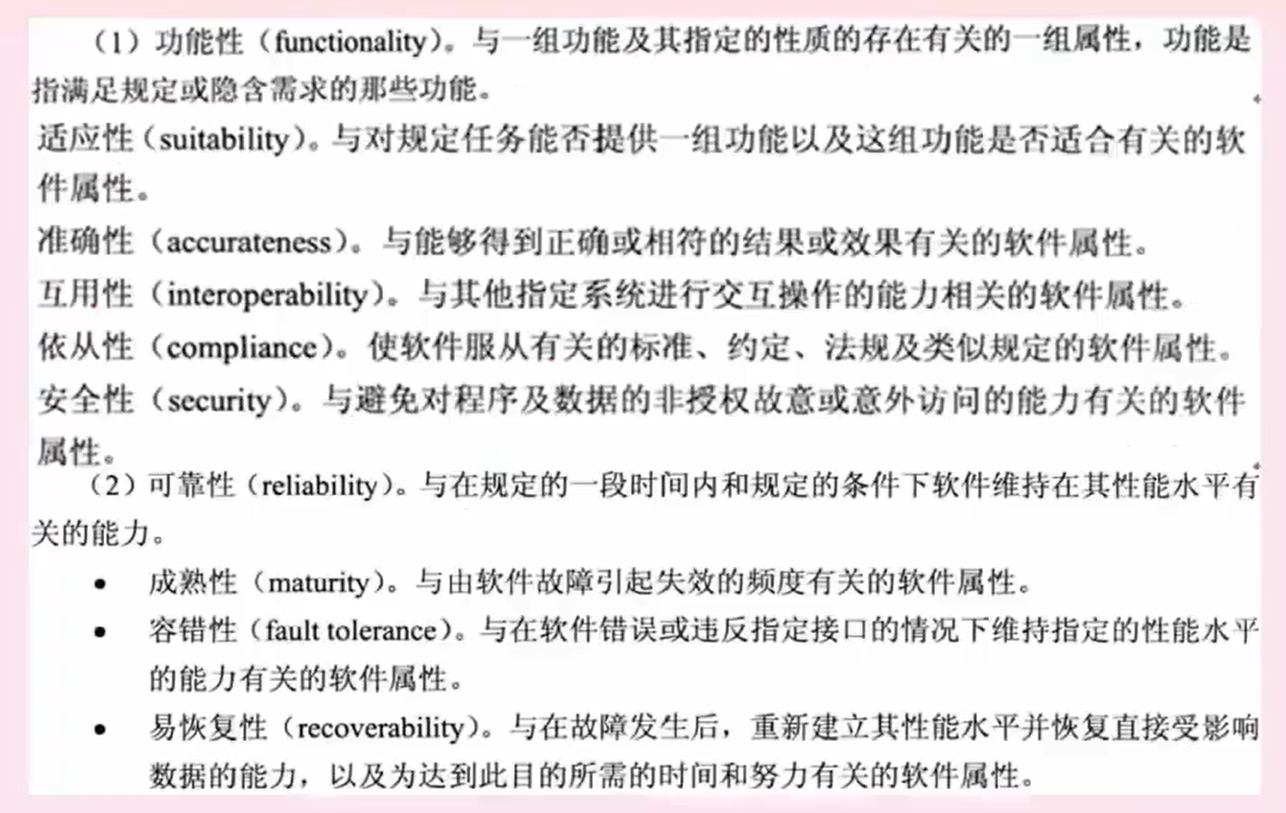 （1）功能性（functionality）。与一组功能及其指定的性质的存在有关的一组属性，功能是
指满足规定或隐含需求的那些功能。
适应性（suitability）。与对规定任务能否提供一组功能以及这组功能是否适合有关的软
件属性。
准确性（accurateness）。与能够得到正确或相符的结果或效果有关的软件属性。
互用性（interoperability）。与其他指定系统进行交互操作的能力相关的软件属性。
依从性（compliance）。使软件服从有关的标准、约定、法规及类似规定的软件属性。
安全性（security）。与避免对程序及数据的非授权故意或意外访问的能力有关的软件
属性。
（2）可靠性（reliability）。与在规定的一段时间内和规定的条件下软件维持在其性能水平有
关的能力。
• 成熟性（maturity）。与由软件故障引起失效的频度有关的软件属性。
• 容错性（fault tolerance）。与在软件错误或违反指定接口的情况下维持指定的性能水平
的能力有关的软件属性。
• 易恢复性（recoverability）。与在故障发生后，重新建立其性能水平并恢复直接受影响
数据的能力，以及为达到此目的所需的时间和努力有关的软件属性。